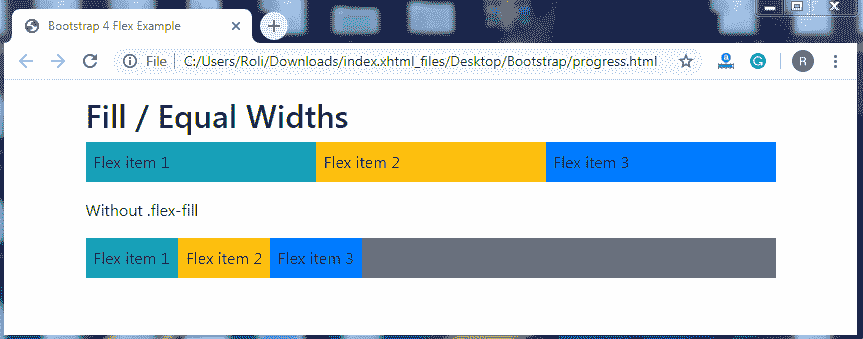 Bootstrap 4 Flex Example
File | C:/Users/Roli/Downloads/index.xhtml_files/Desktop/Bootstrap/progress.html
R
Fill / Equal Widths
Flex item 1 Flex item 2 Flex item 3
Without .flex-fill
Flex item 1 Flex item 2 Flex item 3